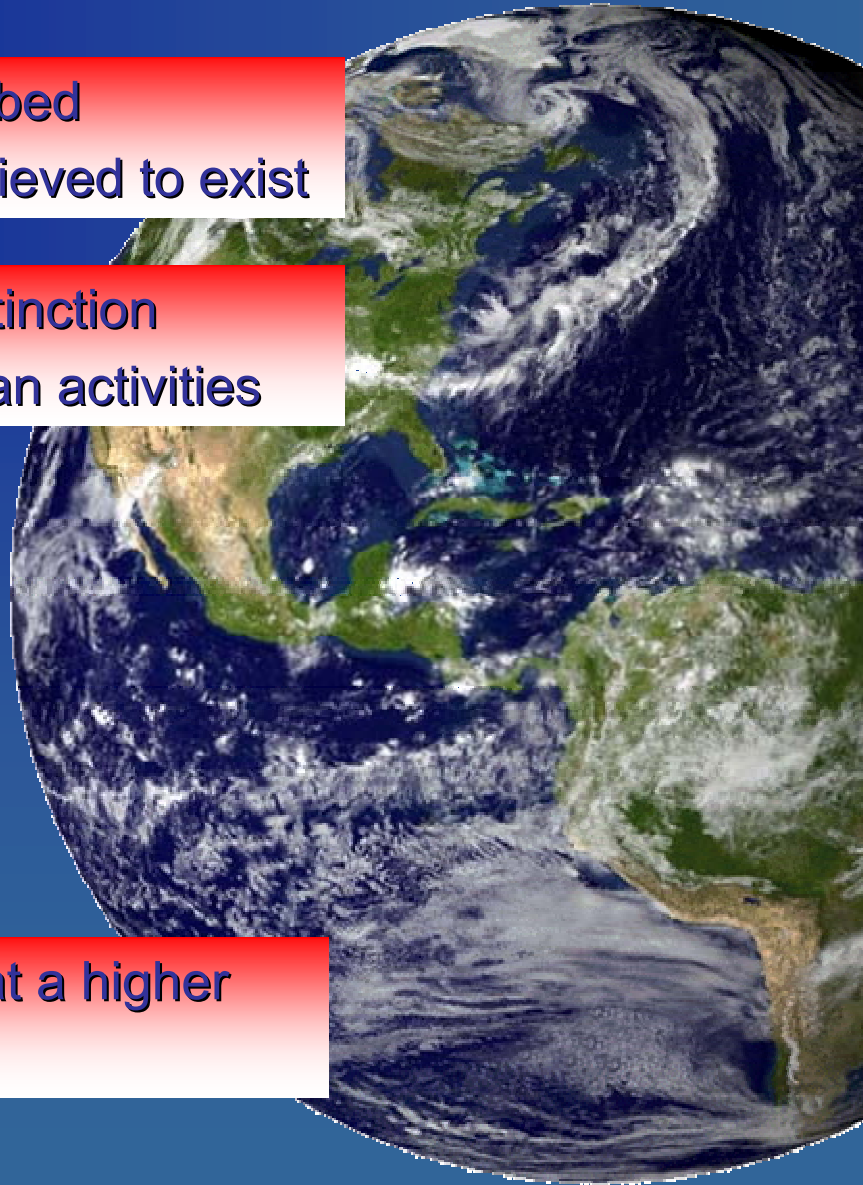 bed
ieved to exist
tinction
an activities
at a higher